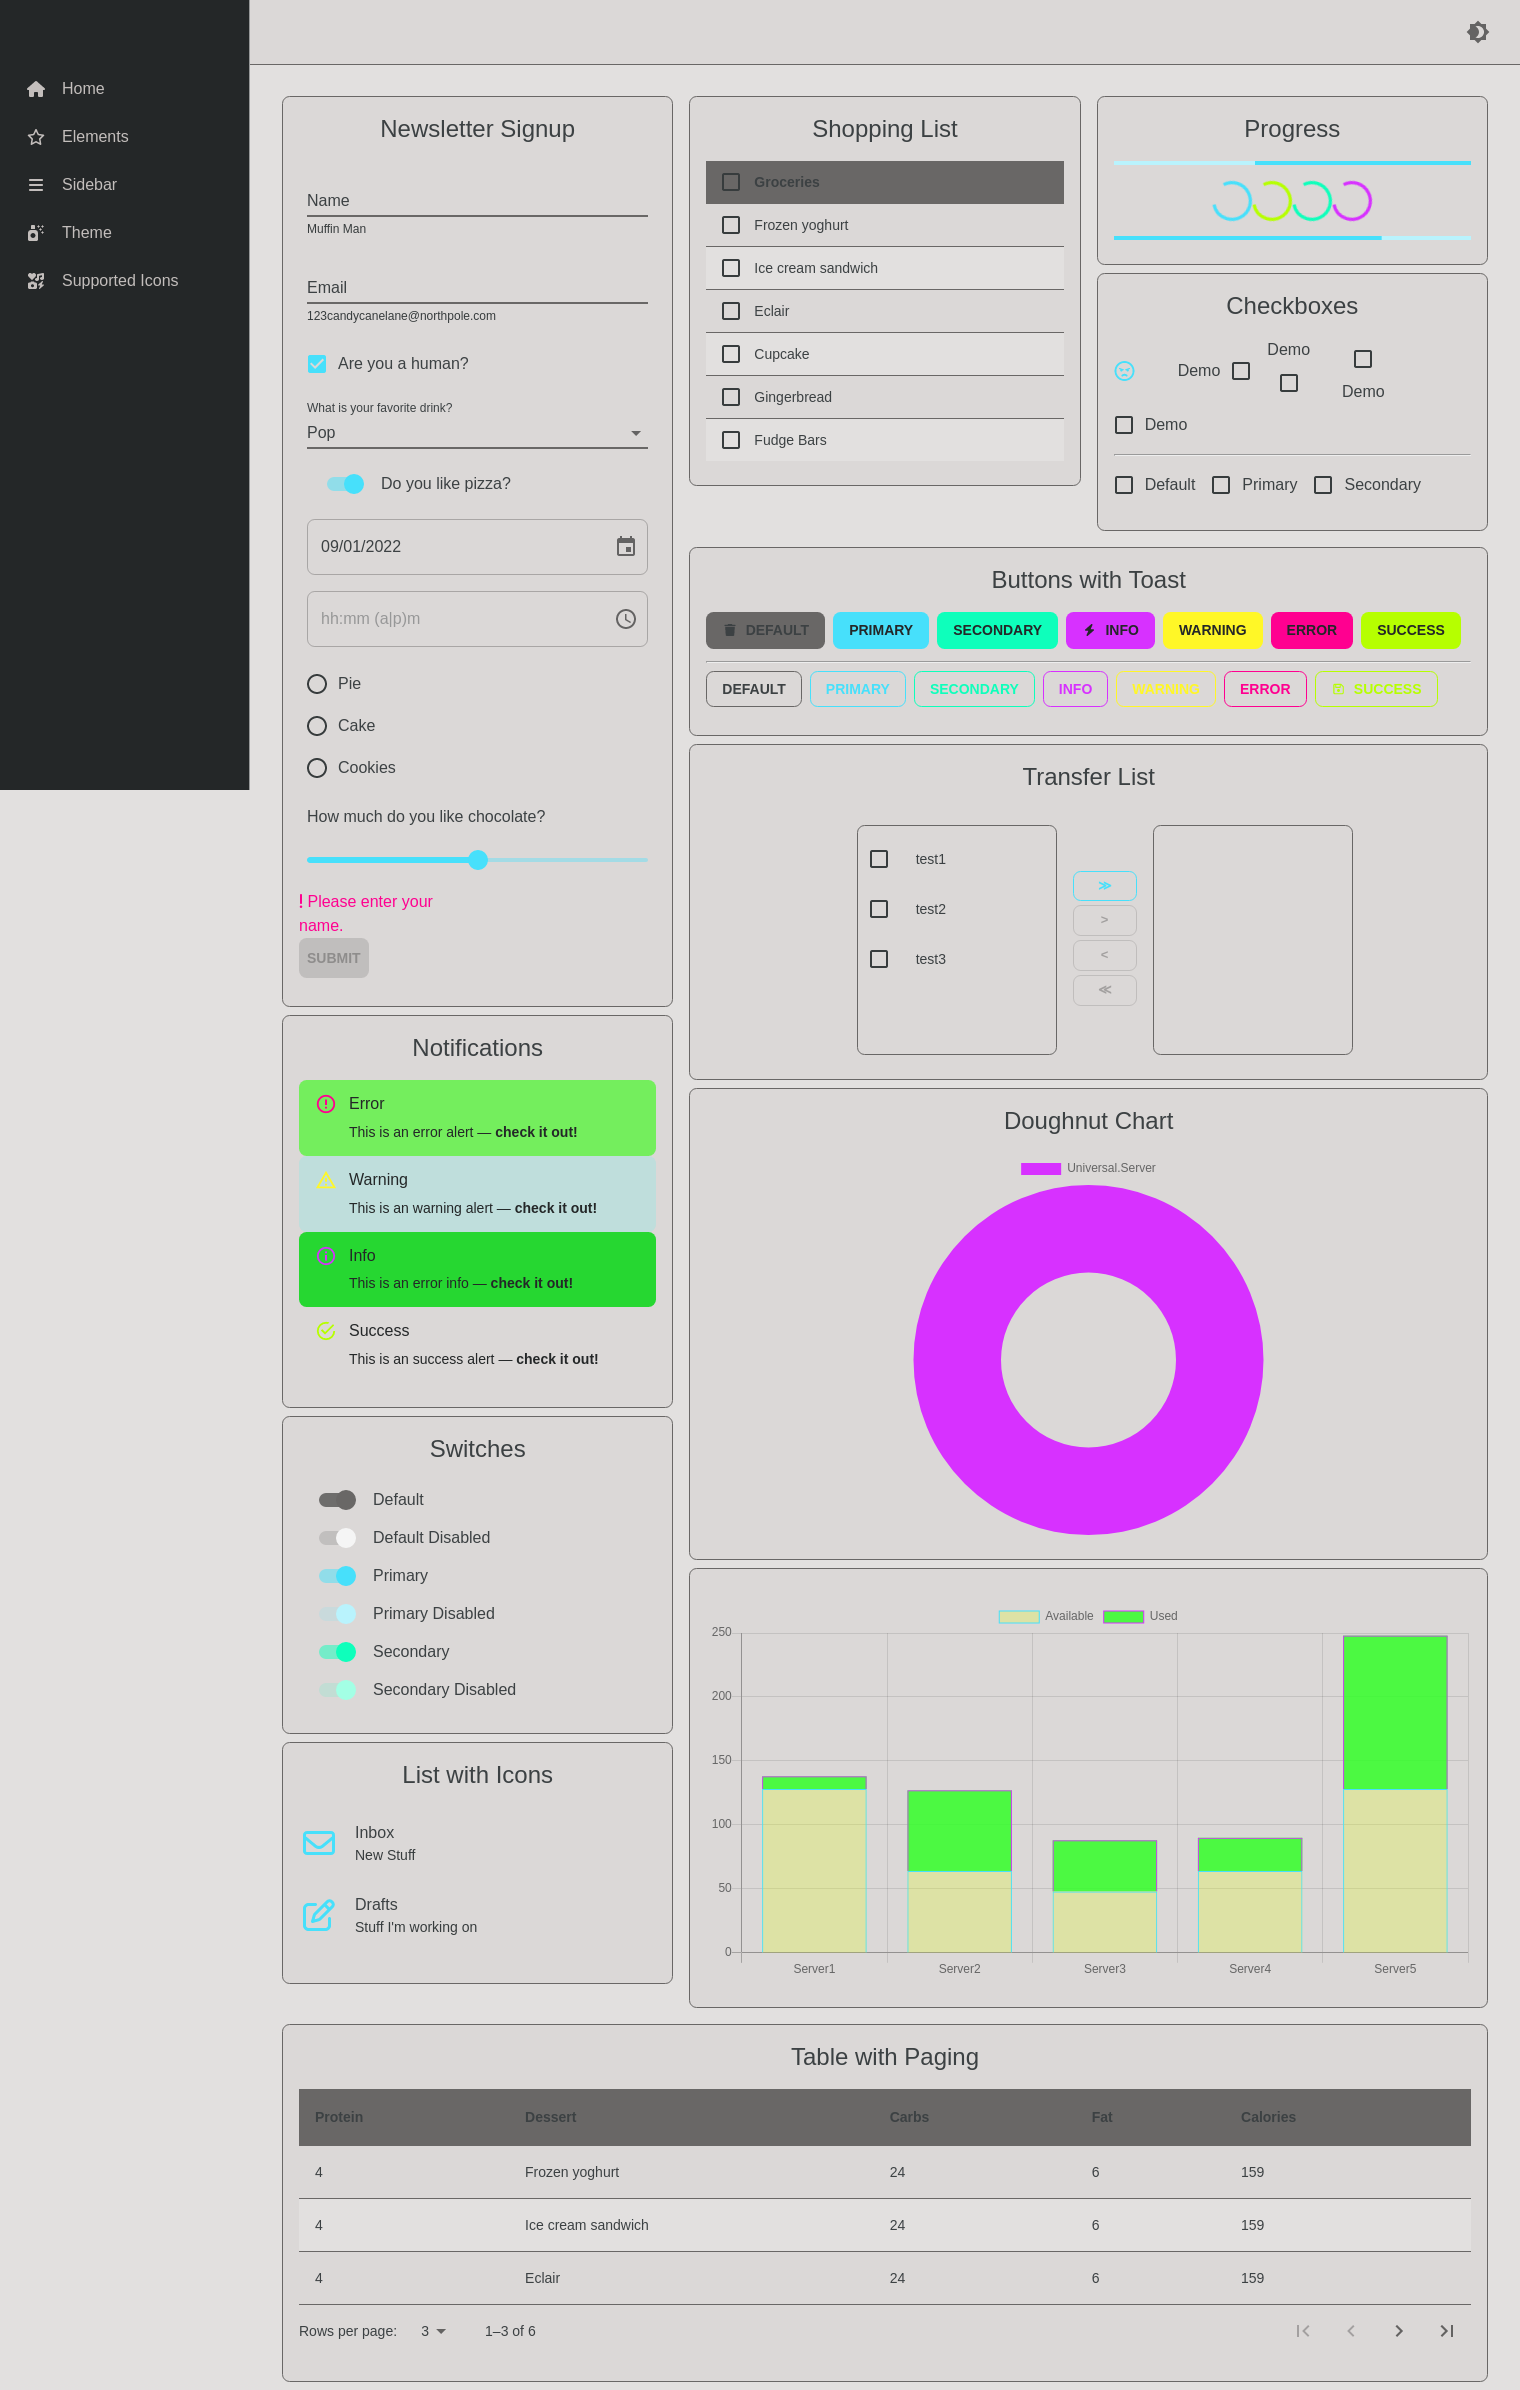 Home
Elements
Sidebar
Theme
Supported Icons
Newsletter Signup
Name
Muffin Man
Email
123candycanelane@northpole.com
Are you a human?
What is your favorite drink?
Pop
Do you like pizza?
09/01/2022
hh:mm (a|p)m
Pie
Cake
Cookies
How much do you like chocolate?
! Please enter your
name.
SUBMIT
Notifications
Error
This is an error alert — check it out!
Warning
This is an warning alert — check it out!
Info
This is an error info — check it out!
Success
This is an success alert — check it out!
Switches
Default
Default Disabled
Primary
Primary Disabled
Secondary
Secondary Disabled
List with Icons
Inbox
New Stuff
Drafts
Stuff I'm working on
Shopping List
Groceries
Frozen yoghurt
Ice cream sandwich
Eclair
Cupcake
Gingerbread
Fudge Bars
Progress
Checkboxes
Demo
Demo
Demo
Demo
Default Primary Secondary
Buttons with Toast
DEFAULT PRIMARY SECONDARY INFO WARNING ERROR SUCCESS
DEFAULT PRIMARY SECONDARY INFO WARNING ERROR SUCCESS
Transfer List
test1
test2
test3
≫
>
<
≪
Doughnut Chart
Universal.Server
Available Used
250
200
150
100
50
0
Server1 Server2 Server3 Server4 Server5
Table with Paging
Protein Dessert Carbs Fat Calories
4 Frozen yoghurt 24 6 159
4 Ice cream sandwich 24 6 159
4 Eclair 24 6 159
Rows per page: 3 1–3 of 6